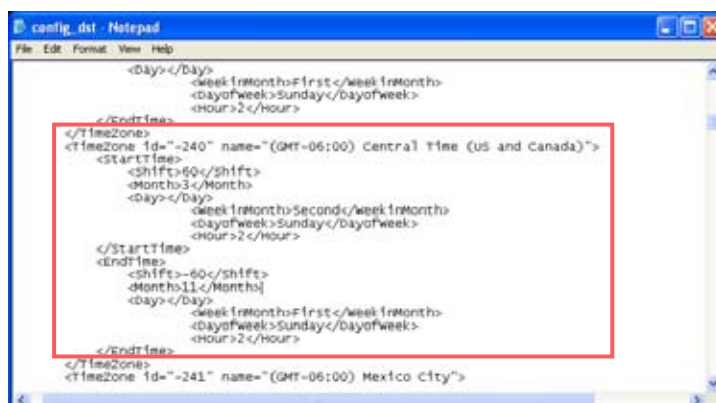 config_dst - Notepad
File Edit Format View Help
<Day></Day>
<WeekinMonth>First</WeekinMonth>
<DayofWeek>Sunday</DayofWeek>
<Hour>2</Hour>
</EndTime>
</TimeZone>
<TimeZone id="-240" name="(GMT-06:00) Central Time (US and Canada)">
<StartTime>
<Shift>60</Shift>
<Month>3</Month>
<Day></Day>
<WeekinMonth>Second</WeekinMonth>
<DayofWeek>Sunday</DayofWeek>
<Hour>2</Hour>
</StartTime>
<EndTime>
<Shift>-60</Shift>
<Month>11</Month>
<Day></Day>
<WeekinMonth>First</WeekinMonth>
<DayofWeek>Sunday</DayofWeek>
<Hour>2</Hour>
</EndTime>
</TimeZone>
<TimeZone id="-241" name="(GMT-06:00) Mexico City">